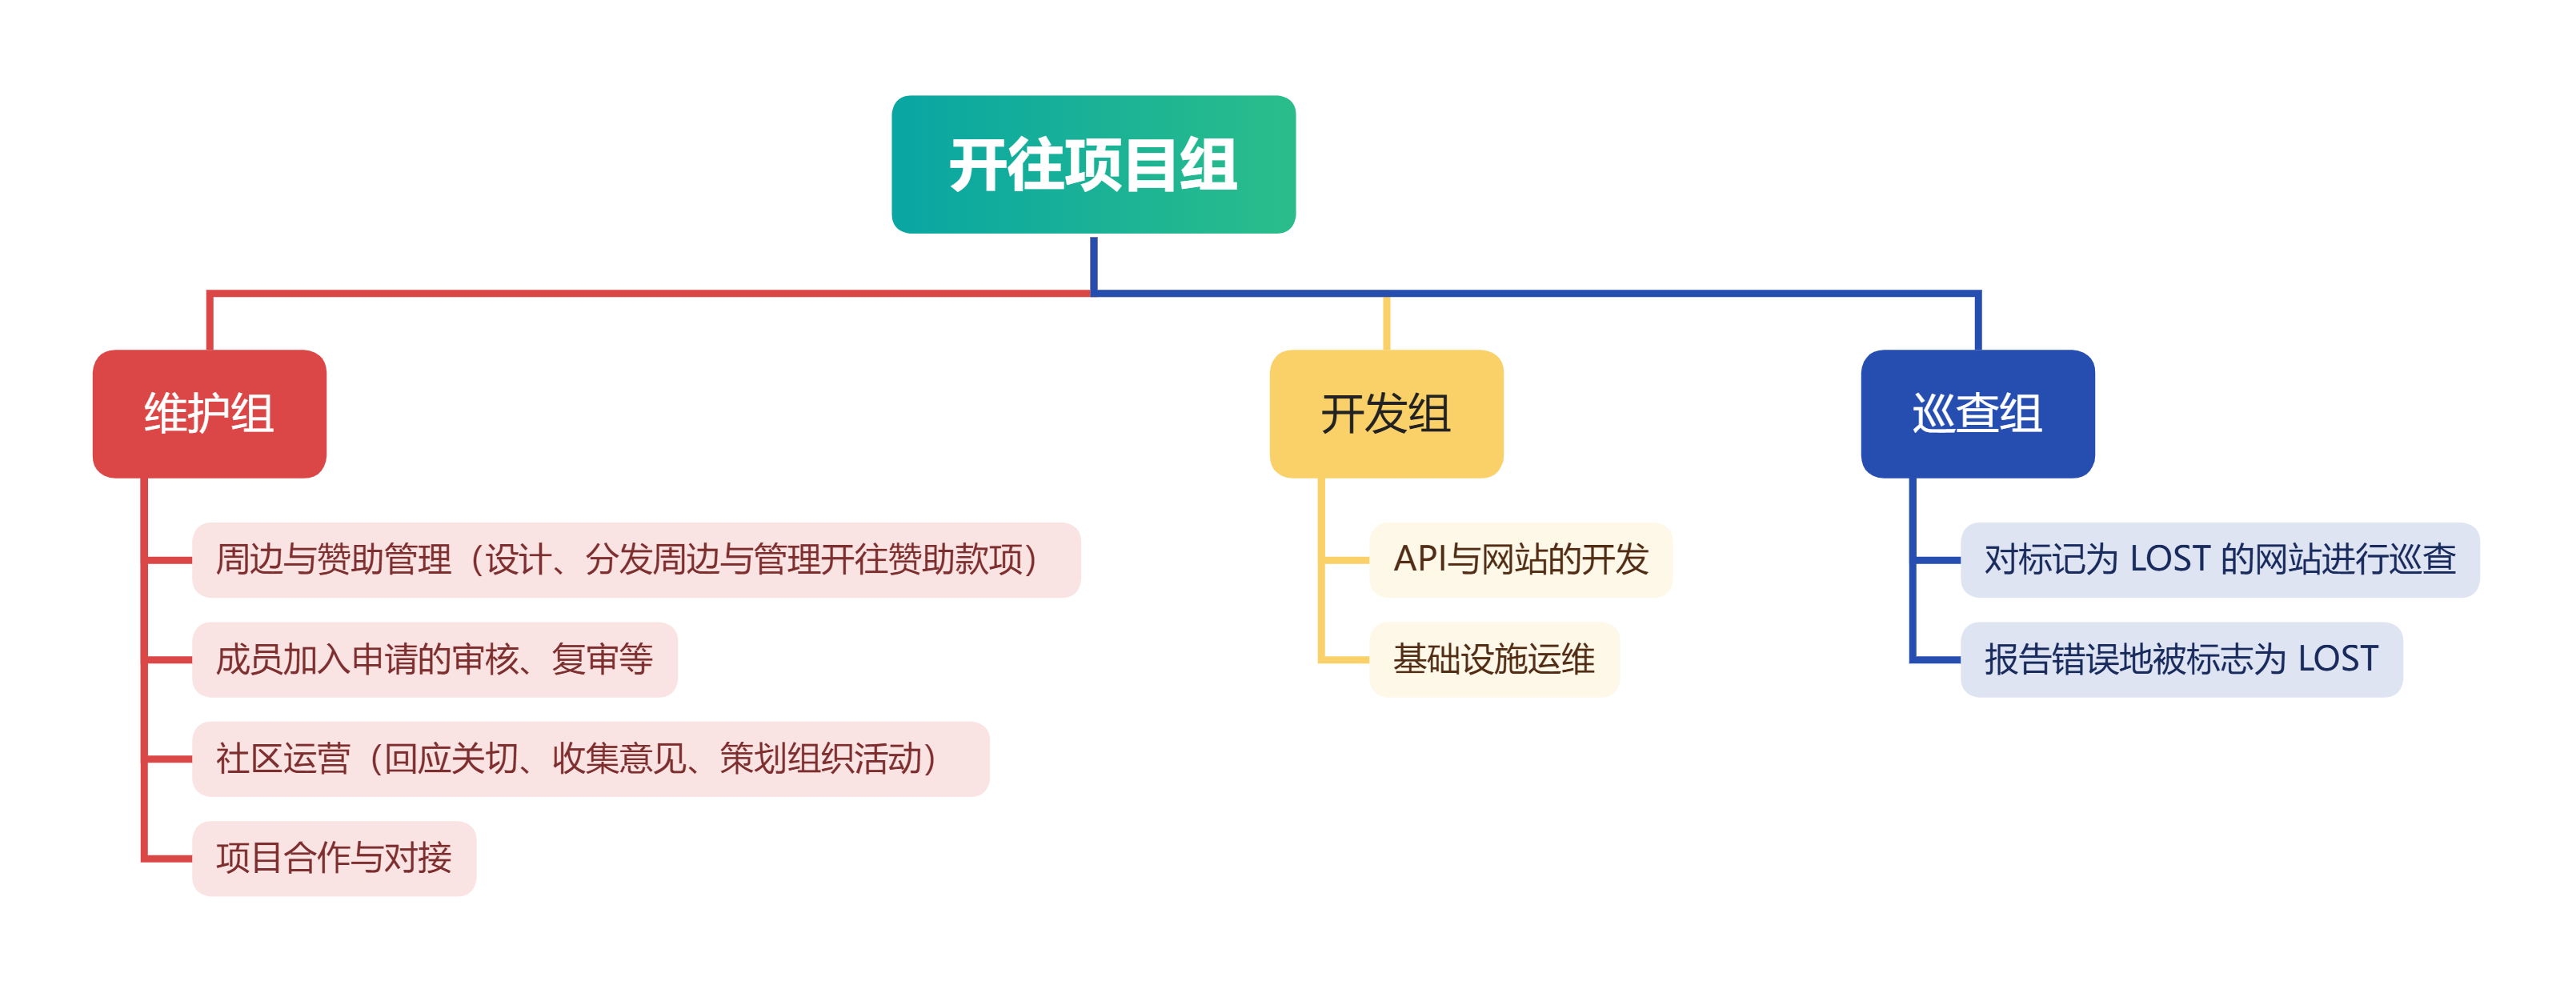 开往项目组
维护组
周边与赞助管理（设计、分发周边与管理开往赞助款项）
成员加入申请的审核、复审等
社区运营（回应关切、收集意见、策划组织活动）
项目合作与对接
开发组
API与网站的开发
基础设施运维
巡查组
对标记为 LOST 的网站进行巡查
报告错误地被标志为 LOST